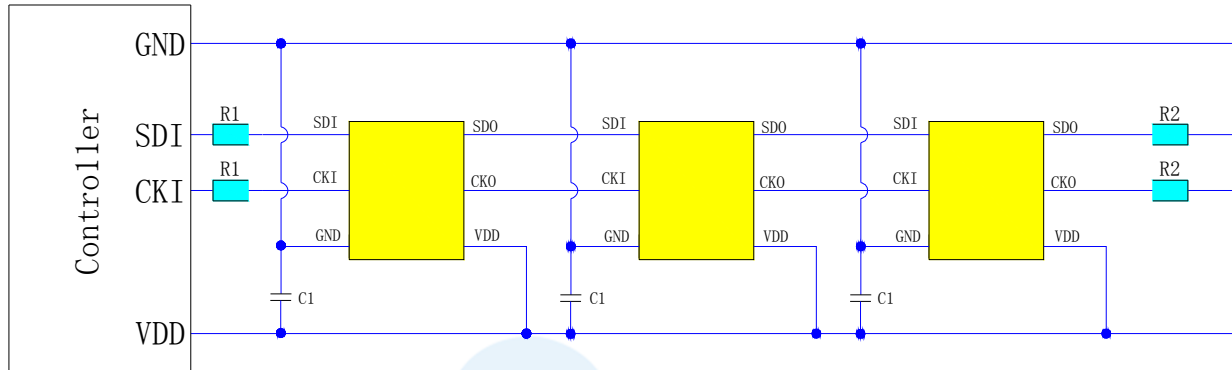 Controller
GND
SDI
CKI
VDD
R1
R1
SDI
CKI
GND
SDO
CKO
VDD
C1
SDI
CKI
GND
SDO
CKO
VDD
C1
SDI
CKI
GND
SDO
CKO
VDD
C1
R2
R2